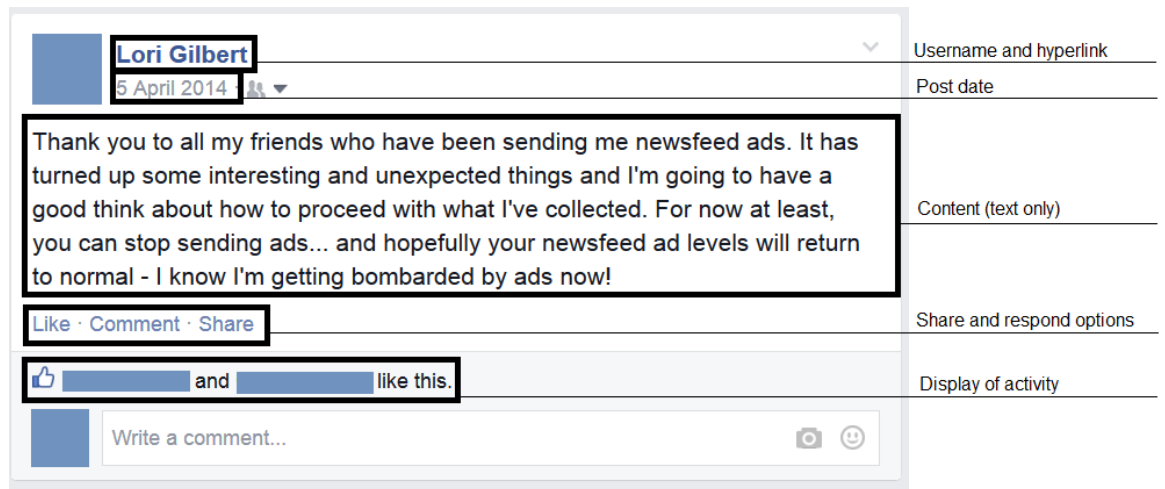 Lori Gilbert
Username and hyperlink
5 April 2014 ·
Post date
Thank you to all my friends who have been sending me newsfeed ads. It has
turned up some interesting and unexpected things and I'm going to have a
good think about how to proceed with what I've collected. For now at least,
Content (text only)
you can stop sending ads... and hopefully your newsfeed ad levels will return
to normal - I know I'm getting bombarded by ads now!
Like · Comment · Share
Share and respond options
and like this.
Display of activity
Write a comment...